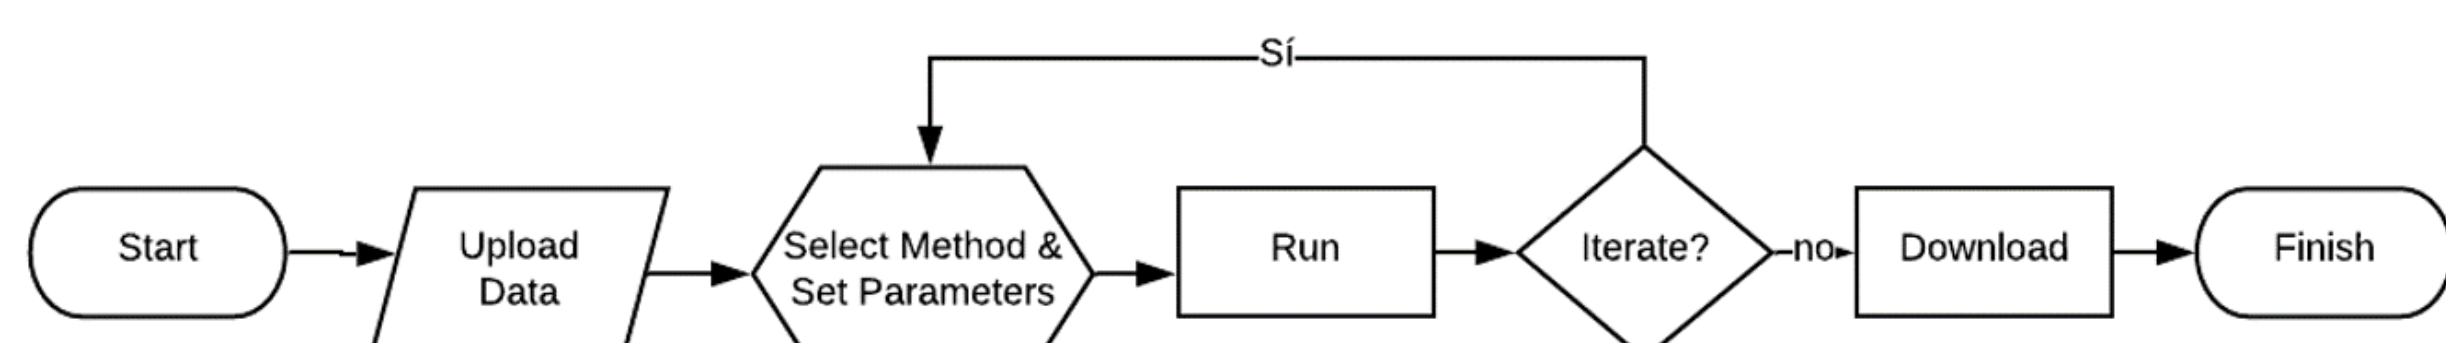 Sí
Start
Upload
Data
Select Method &
Set Parameters
Run
Iterate?
no
Download
Finish